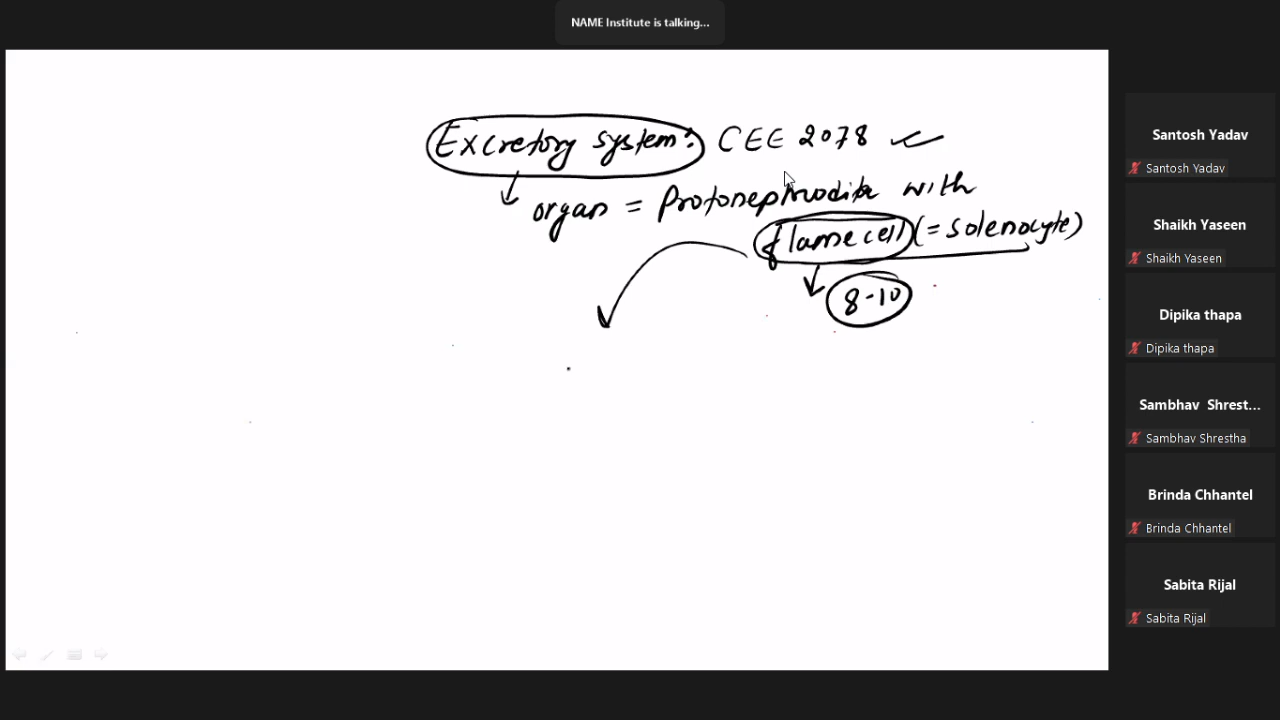 NAME Institute is talking...
Excretory system: CEE 2078
organ = Protonephrodia with
flame cell (= solenocyte)
8-10
Santosh Yadav
Santosh Yadav
Shaikh Yaseen
Shaikh Yaseen
Dipika thapa
Dipika thapa
Sambhav Shrest...
Sambhav Shrestha
Brinda Chhantel
Brinda Chhantel
Sabita Rijal
Sabita Rijal